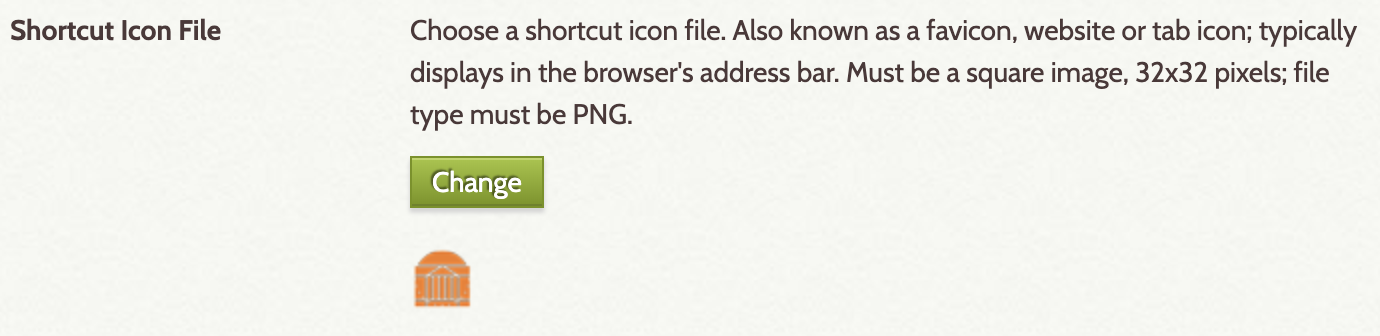 Shortcut Icon File
Choose a shortcut icon file. Also known as a favicon, website or tab icon; typically
displays in the browser's address bar. Must be a square image, 32x32 pixels; file
type must be PNG.
Change